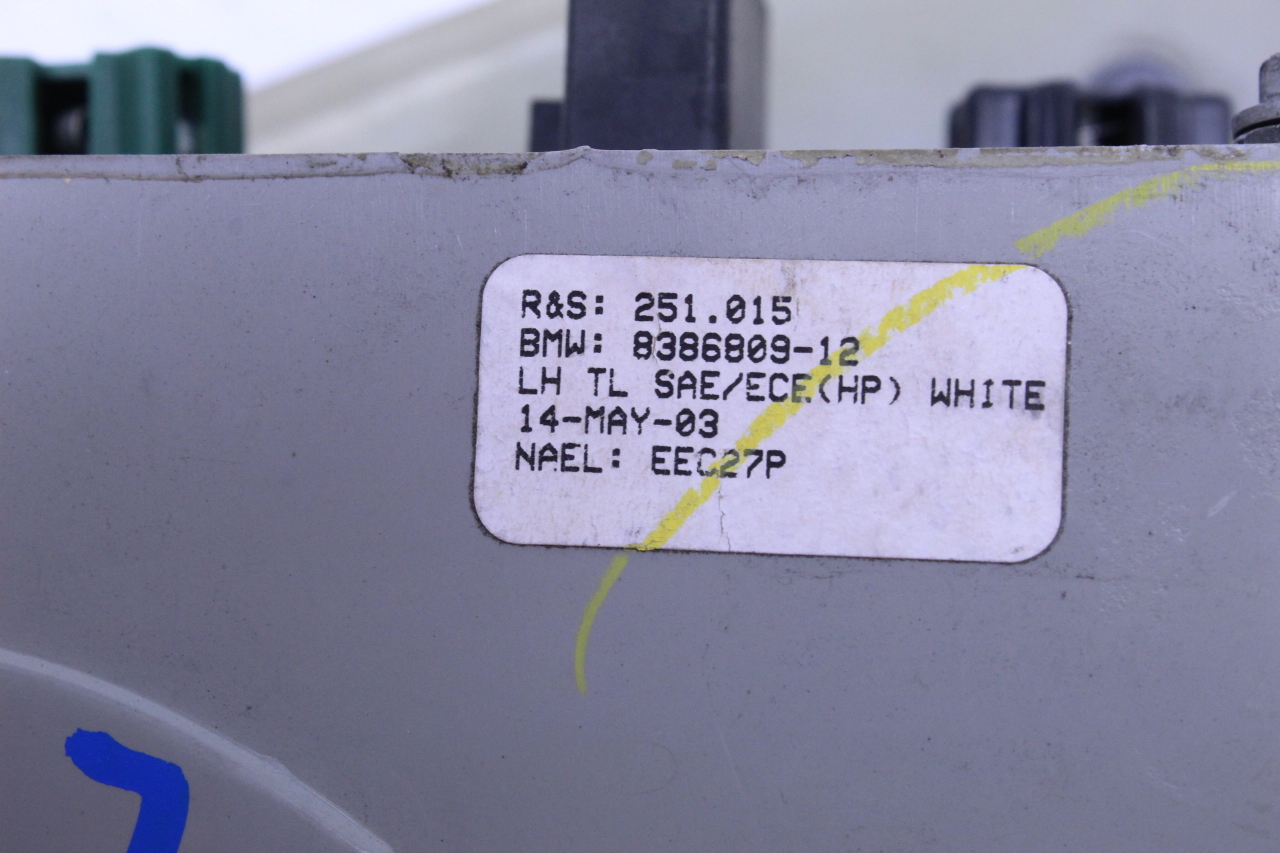 R&S: 251.015
BMW: 8386809-12
LH TL SAE/ECE(HP) WHITE
14-MAY-03
NAEL: EEC27P